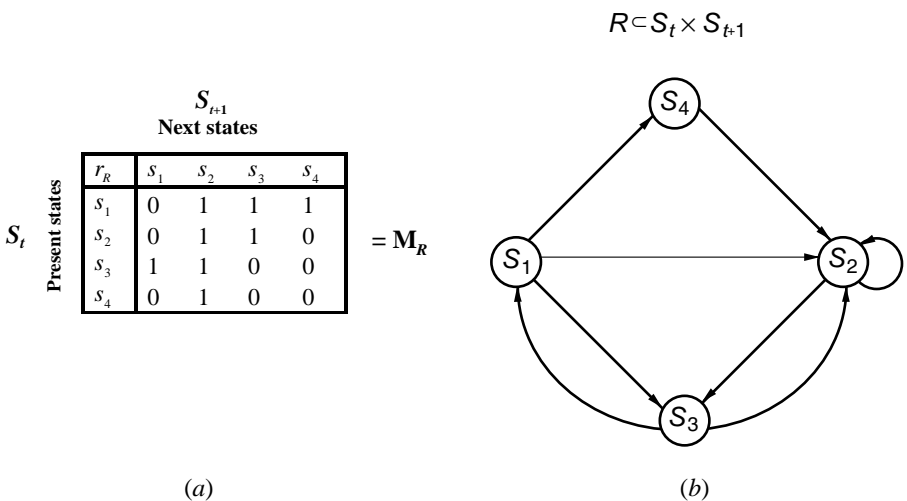 R ⊂ S_t × S_{t+1}
S_{t+1}
Next states
r_R s_1 s_2 s_3 s_4
s_1 0 1 1 1
s_2 0 1 1 0
s_3 1 1 0 0
s_4 0 1 0 0
S_t
Present states
= M_R
S_4
S_1
S_2
S_3
(a)
(b)